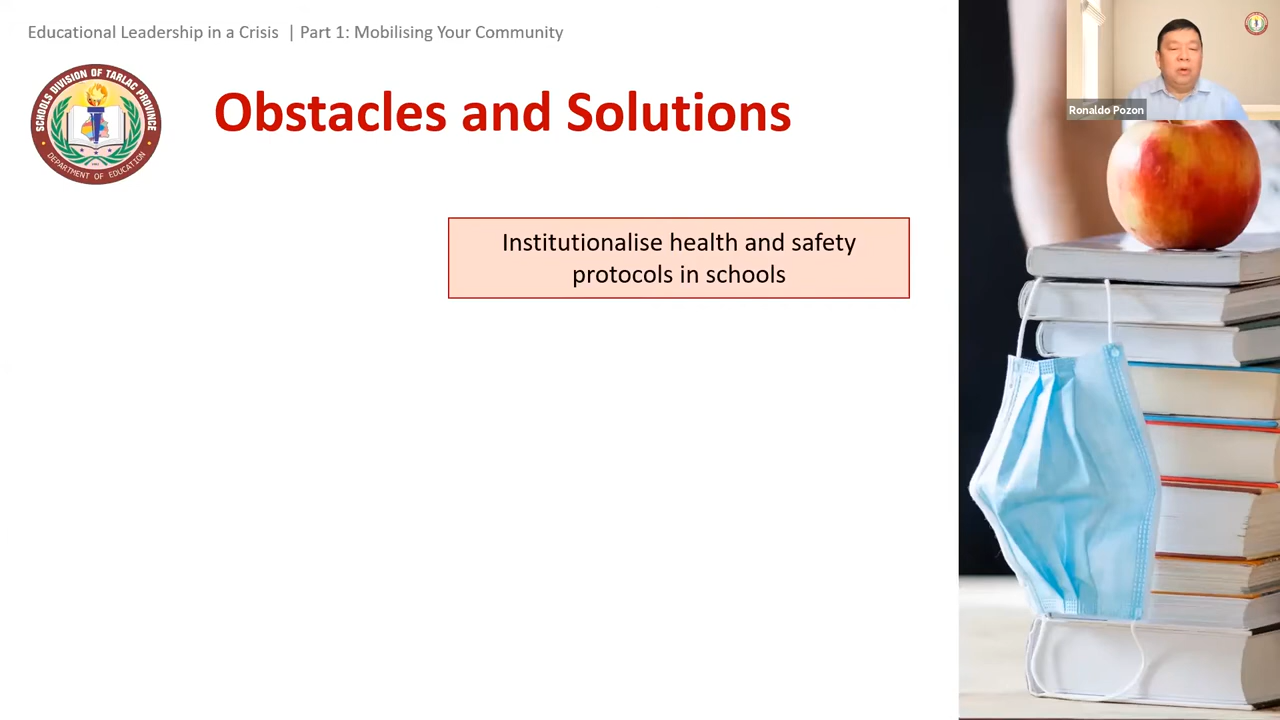 Educational Leadership in a Crisis | Part 1: Mobilising Your Community
SCHOOLS DIVISION OF TARLAC PROVINCE
DEPARTMENT OF EDUCATION
Obstacles and Solutions
Ronaldo Pozon
Institutionalise health and safety
protocols in schools